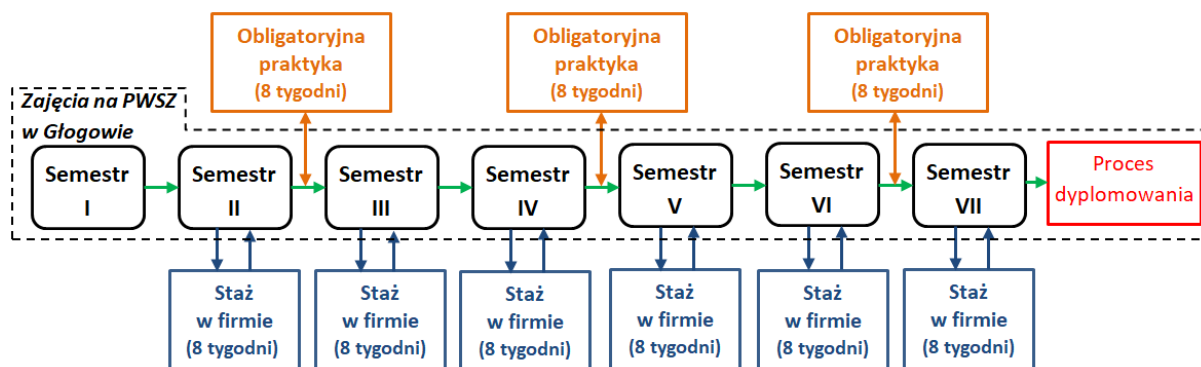 Obligatoryjna
praktyka
(8 tygodni)
Obligatoryjna
praktyka
(8 tygodni)
Obligatoryjna
praktyka
(8 tygodni)
Zajęcia na PWSZ
w Głogowie
Semestr
I
Semestr
II
Semestr
III
Semestr
IV
Semestr
V
Semestr
VI
Semestr
VII
Proces
dyplomowania
Staż
w firmie
(8 tygodni)
Staż
w firmie
(8 tygodni)
Staż
w firmie
(8 tygodni)
Staż
w firmie
(8 tygodni)
Staż
w firmie
(8 tygodni)
Staż
w firmie
(8 tygodni)